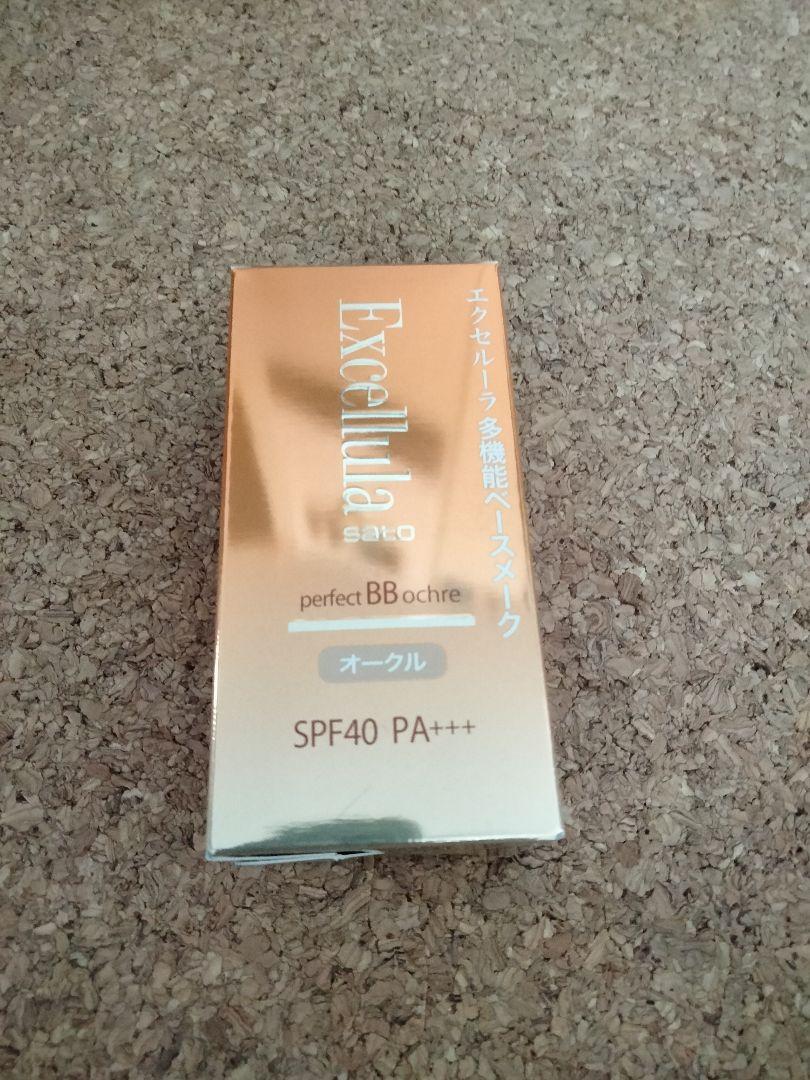 エクセルーラ多機能ベースメーク
Excellula
sato
perfect BB ochre
オークル
SPF40 PA+++